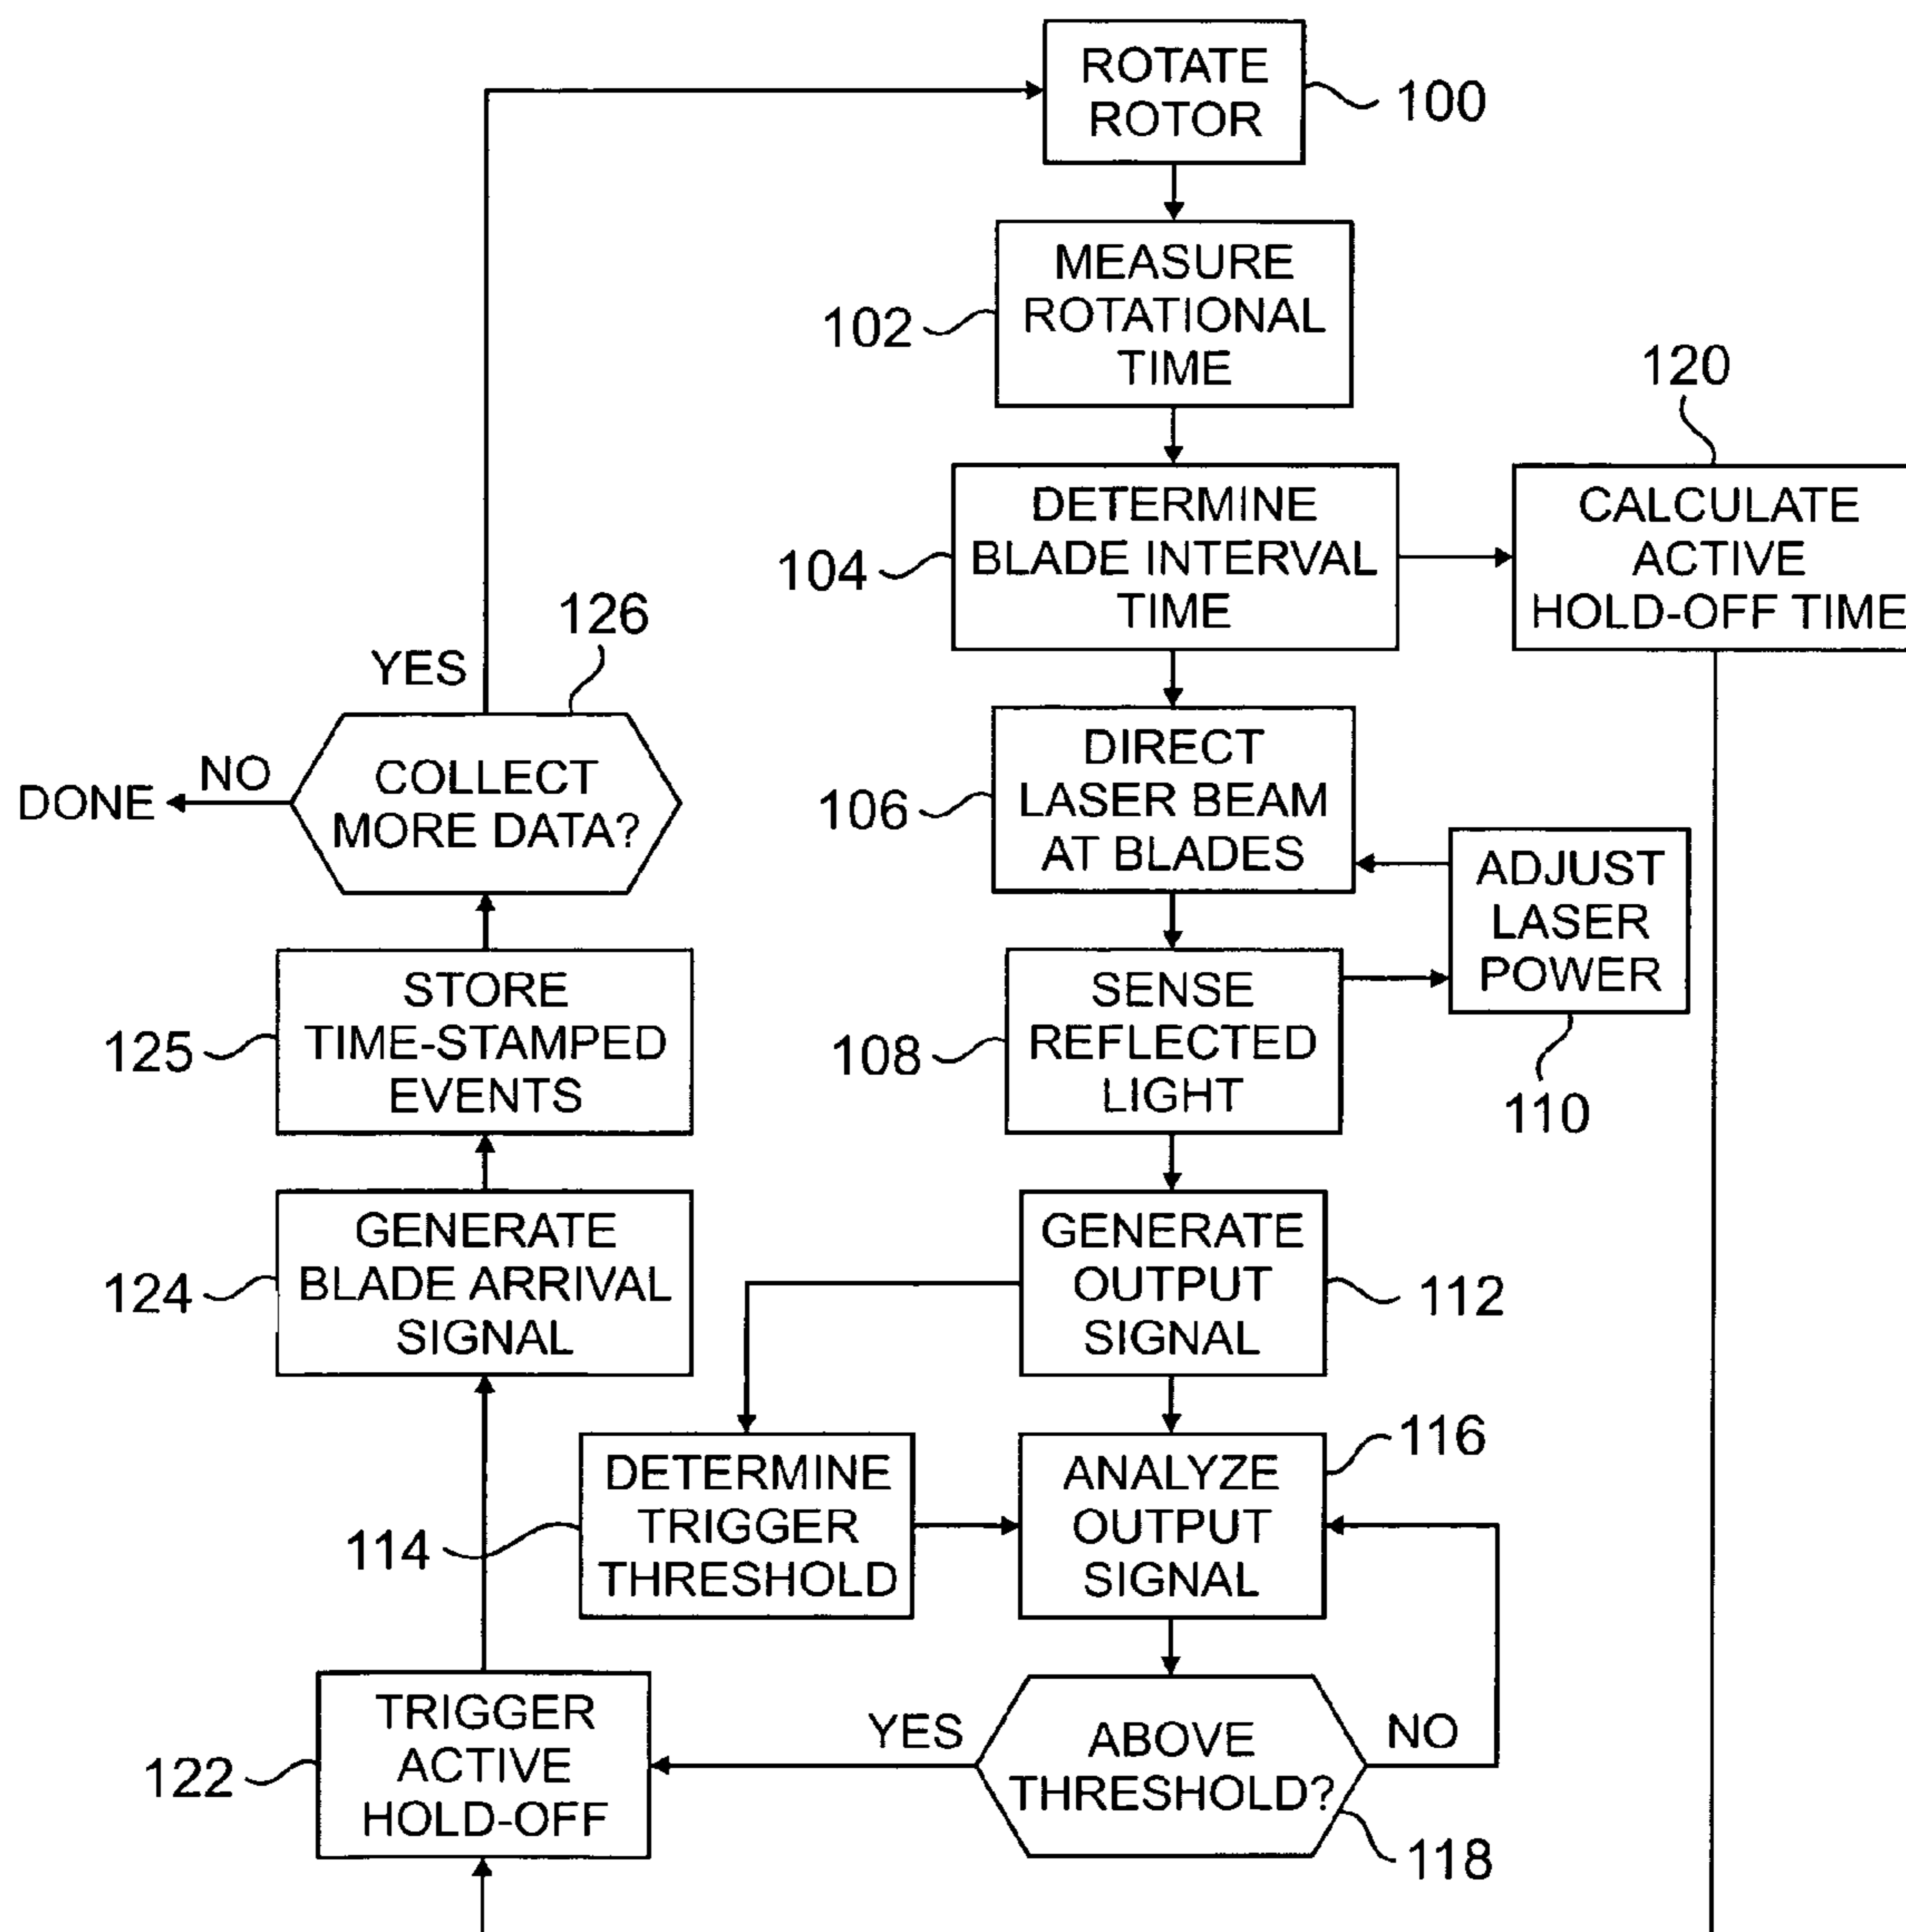 ROTATE
ROTOR
100
MEASURE
ROTATIONAL
TIME
102
120
DETERMINE
BLADE INTERVAL
TIME
104
CALCULATE
ACTIVE
HOLD-OFF TIME
126
YES
COLLECT
MORE DATA?
NO
DONE
DIRECT
LASER BEAM
AT BLADES
106
ADJUST
LASER
POWER
110
STORE
TIME-STAMPED
EVENTS
125
SENSE
REFLECTED
LIGHT
108
GENERATE
BLADE ARRIVAL
SIGNAL
124
GENERATE
OUTPUT
SIGNAL
112
DETERMINE
TRIGGER
THRESHOLD
114
ANALYZE
OUTPUT
SIGNAL
116
TRIGGER
ACTIVE
HOLD-OFF
122
YES
ABOVE
THRESHOLD?
NO
118